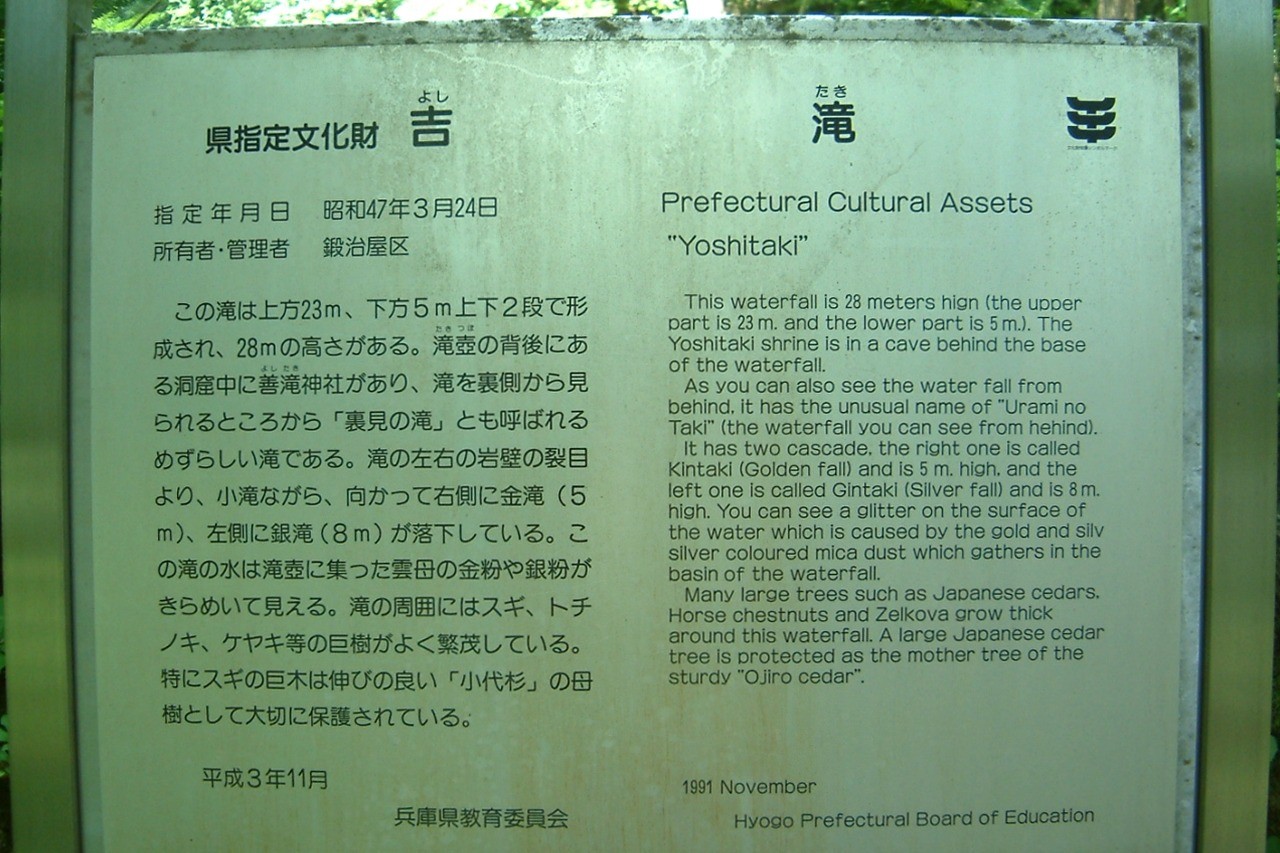 よし
たき
県指定文化財 吉 滝
指定年月日 昭和47年3月24日
所有者・管理者 鍛治屋区
この滝は上方23m、下方5m上下2段で形
成され、28mの高さがある。滝壺の背後にあ
たき つぼ
る洞窟中に善滝神社があり、滝を裏側から見
よし たき
られるところから「裏見の滝」とも呼ばれる
めずらしい滝である。滝の左右の岩壁の裂目
より、小滝ながら、向かって右側に金滝（5
m）、左側に銀滝（8m）が落下している。こ
の滝の水は滝壺に集った雲母の金粉や銀粉が
きらめいて見える。滝の周囲にはスギ、トチ
ノキ、ケヤキ等の巨樹がよく繁茂している。
特にスギの巨木は伸びの良い「小代杉」の母
樹として大切に保護されている。
平成3年11月
兵庫県教育委員会
Prefectural Cultural Assets
"Yoshitaki"
This waterfall is 28 meters hign (the upper
part is 23 m. and the lower part is 5 m.). The
Yoshitaki shrine is in a cave behind the base
of the waterfall.
As you can also see the water fall from
behind, it has the unusual name of "Urami no
Taki" (the waterfall you can see from hehind).
It has two cascade, the right one is called
Kintaki (Golden fall) and is 5 m. high, and the
left one is called Gintaki (Silver fall) and is 8 m.
high. You can see a glitter on the surface of
the water which is caused by the gold and silv
silver coloured mica dust which gathers in the
basin of the waterfall.
Many large trees such as Japanese cedars,
Horse chestnuts and Zelkova grow thick
around this waterfall. A large Japanese cedar
tree is protected as the mother tree of the
sturdy "Ojiro cedar".
1991 November
Hyogo Prefectural Board of Education